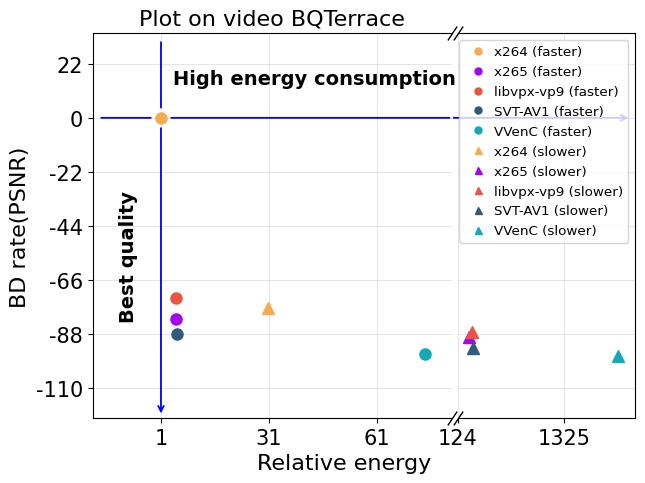 Plot on video BQTerrace
22
0
-22
-44
-66
-88
-110
BD rate(PSNR)
High energy consumption
Best quality
x264 (faster)
x265 (faster)
libvpx-vp9 (faster)
SVT-AV1 (faster)
VVenC (faster)
x264 (slower)
x265 (slower)
libvpx-vp9 (slower)
SVT-AV1 (slower)
VVenC (slower)
1 31 61 124 1325
Relative energy